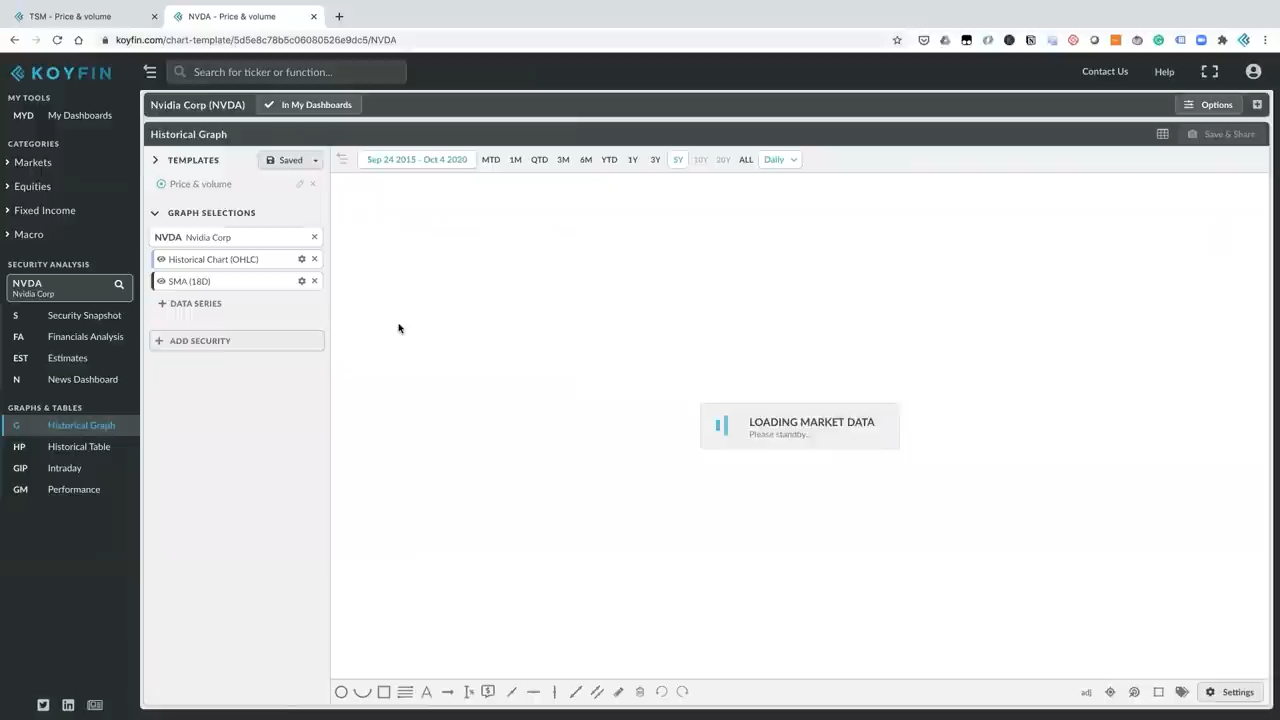 TSM - Price & volume
NVDA - Price & volume
koyfin.com/chart-template/5d5e8c78b5c06080526e9dc5/NVDA
KOYFIN
Search for ticker or function...
Contact Us
Help
MY TOOLS
MYD My Dashboards
CATEGORIES
Markets
Equities
Fixed Income
Macro
SECURITY ANALYSIS
NVDA
Nvidia Corp
S Security Snapshot
FA Financials Analysis
EST Estimates
N News Dashboard
GRAPHS & TABLES
G Historical Graph
HP Historical Table
GIP Intraday
GM Performance
Nvidia Corp (NVDA)
In My Dashboards
Options
Historical Graph
Save & Share
TEMPLATES
Saved
Price & volume
GRAPH SELECTIONS
NVDA Nvidia Corp
Historical Chart (OHLC)
SMA (18D)
+ DATA SERIES
+ ADD SECURITY
Sep 24 2015 - Oct 4 2020 MTD 1M QTD 3M 6M YTD 1Y 3Y 5Y 10Y 20Y ALL Daily
LOADING MARKET DATA
Please standby...
adj
Settings